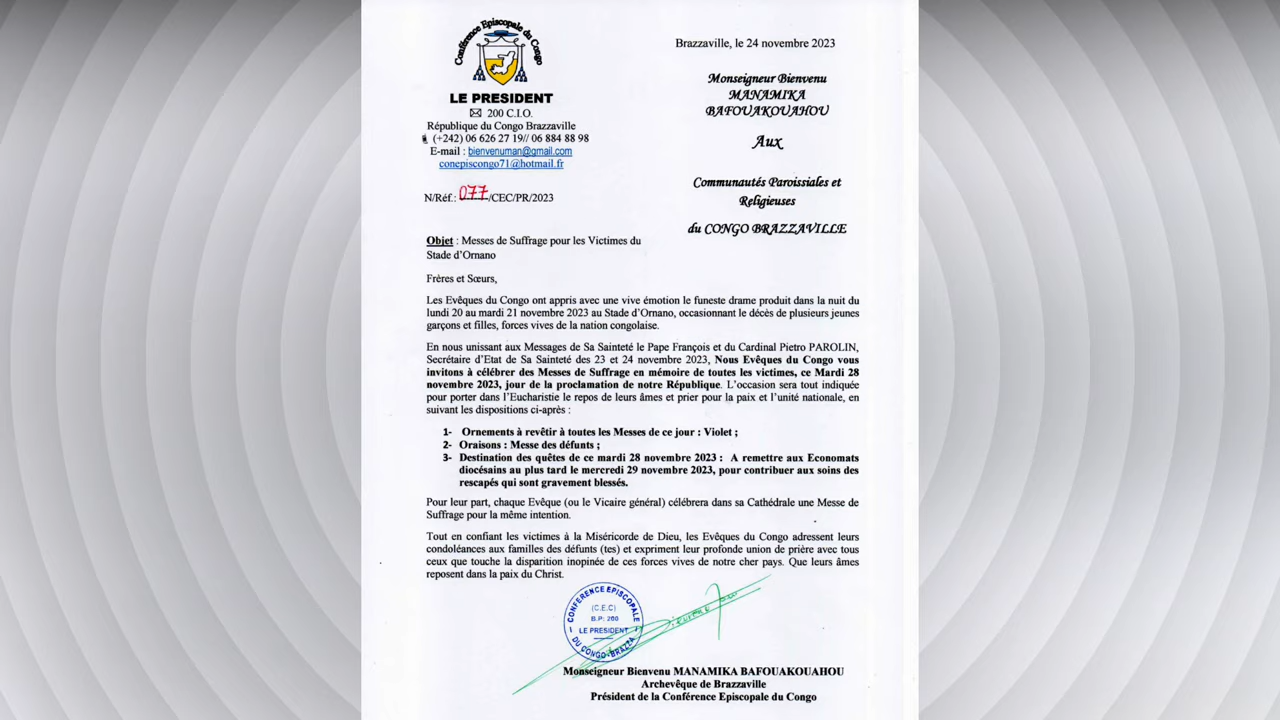 Conférence Episcopale du Congo
LE PRESIDENT
200 C.I.O.
République du Congo Brazzaville
(+242) 06 626 27 19// 06 884 88 98
E-mail : bienvenuman@gmail.com
conepiscongo71@hotmail.fr
N/Réf.: 077/CEC/PR/2023
Brazzaville, le 24 novembre 2023
Monseigneur Bienvenu
MANAMIKA
BAFOUAKOUAHOU
Aux
Communautés Paroissiales et
Religieuses
du CONGO BRAZZAVILLE
Objet : Messes de Suffrage pour les Victimes du
Stade d'Ornano
Frères et Sœurs,
Les Evêques du Congo ont appris avec une vive émotion le funeste drame produit dans la nuit du
lundi 20 au mardi 21 novembre 2023 au Stade d'Ornano, occasionnant le décès de plusieurs jeunes
garçons et filles, forces vives de la nation congolaise.
En nous unissant aux Messages de Sa Sainteté le Pape François et du Cardinal Pietro PAROLIN,
Secrétaire d'Etat de Sa Sainteté des 23 et 24 novembre 2023, Nous Evêques du Congo vous
invitons à célébrer des Messes de Suffrage en mémoire de toutes les victimes, ce Mardi 28
novembre 2023, jour de la proclamation de notre République. L'occasion sera tout indiquée
pour porter dans l'Eucharistie le repos de leurs âmes et prier pour la paix et l'unité nationale, en
suivant les dispositions ci-après :
1- Ornements à revêtir à toutes les Messes de ce jour : Violet ;
2- Oraisons : Messe des défunts ;
3- Destination des quêtes de ce mardi 28 novembre 2023 : A remettre aux Economats
diocésains au plus tard le mercredi 29 novembre 2023, pour contribuer aux soins des
rescapés qui sont gravement blessés.
Pour leur part, chaque Evêque (ou le Vicaire général) célébrera dans sa Cathédrale une Messe de
Suffrage pour la même intention.
Tout en confiant les victimes à la Miséricorde de Dieu, les Evêques du Congo adressent leurs
condoléances aux familles des défunts (tes) et expriment leur profonde union de prière avec tous
ceux que touche la disparition inopinée de ces forces vives de notre cher pays. Que leurs âmes
reposent dans la paix du Christ.
CONFERENCE EPISCOPALE
(C.E.C)
B.P: 200
LE PRESIDENT
DU CONGO-BRAZZA
Monseigneur Bienvenu MANAMIKA BAFOUAKOUAHOU
Archevêque de Brazzaville
Président de la Conférence Episcopale du Congo